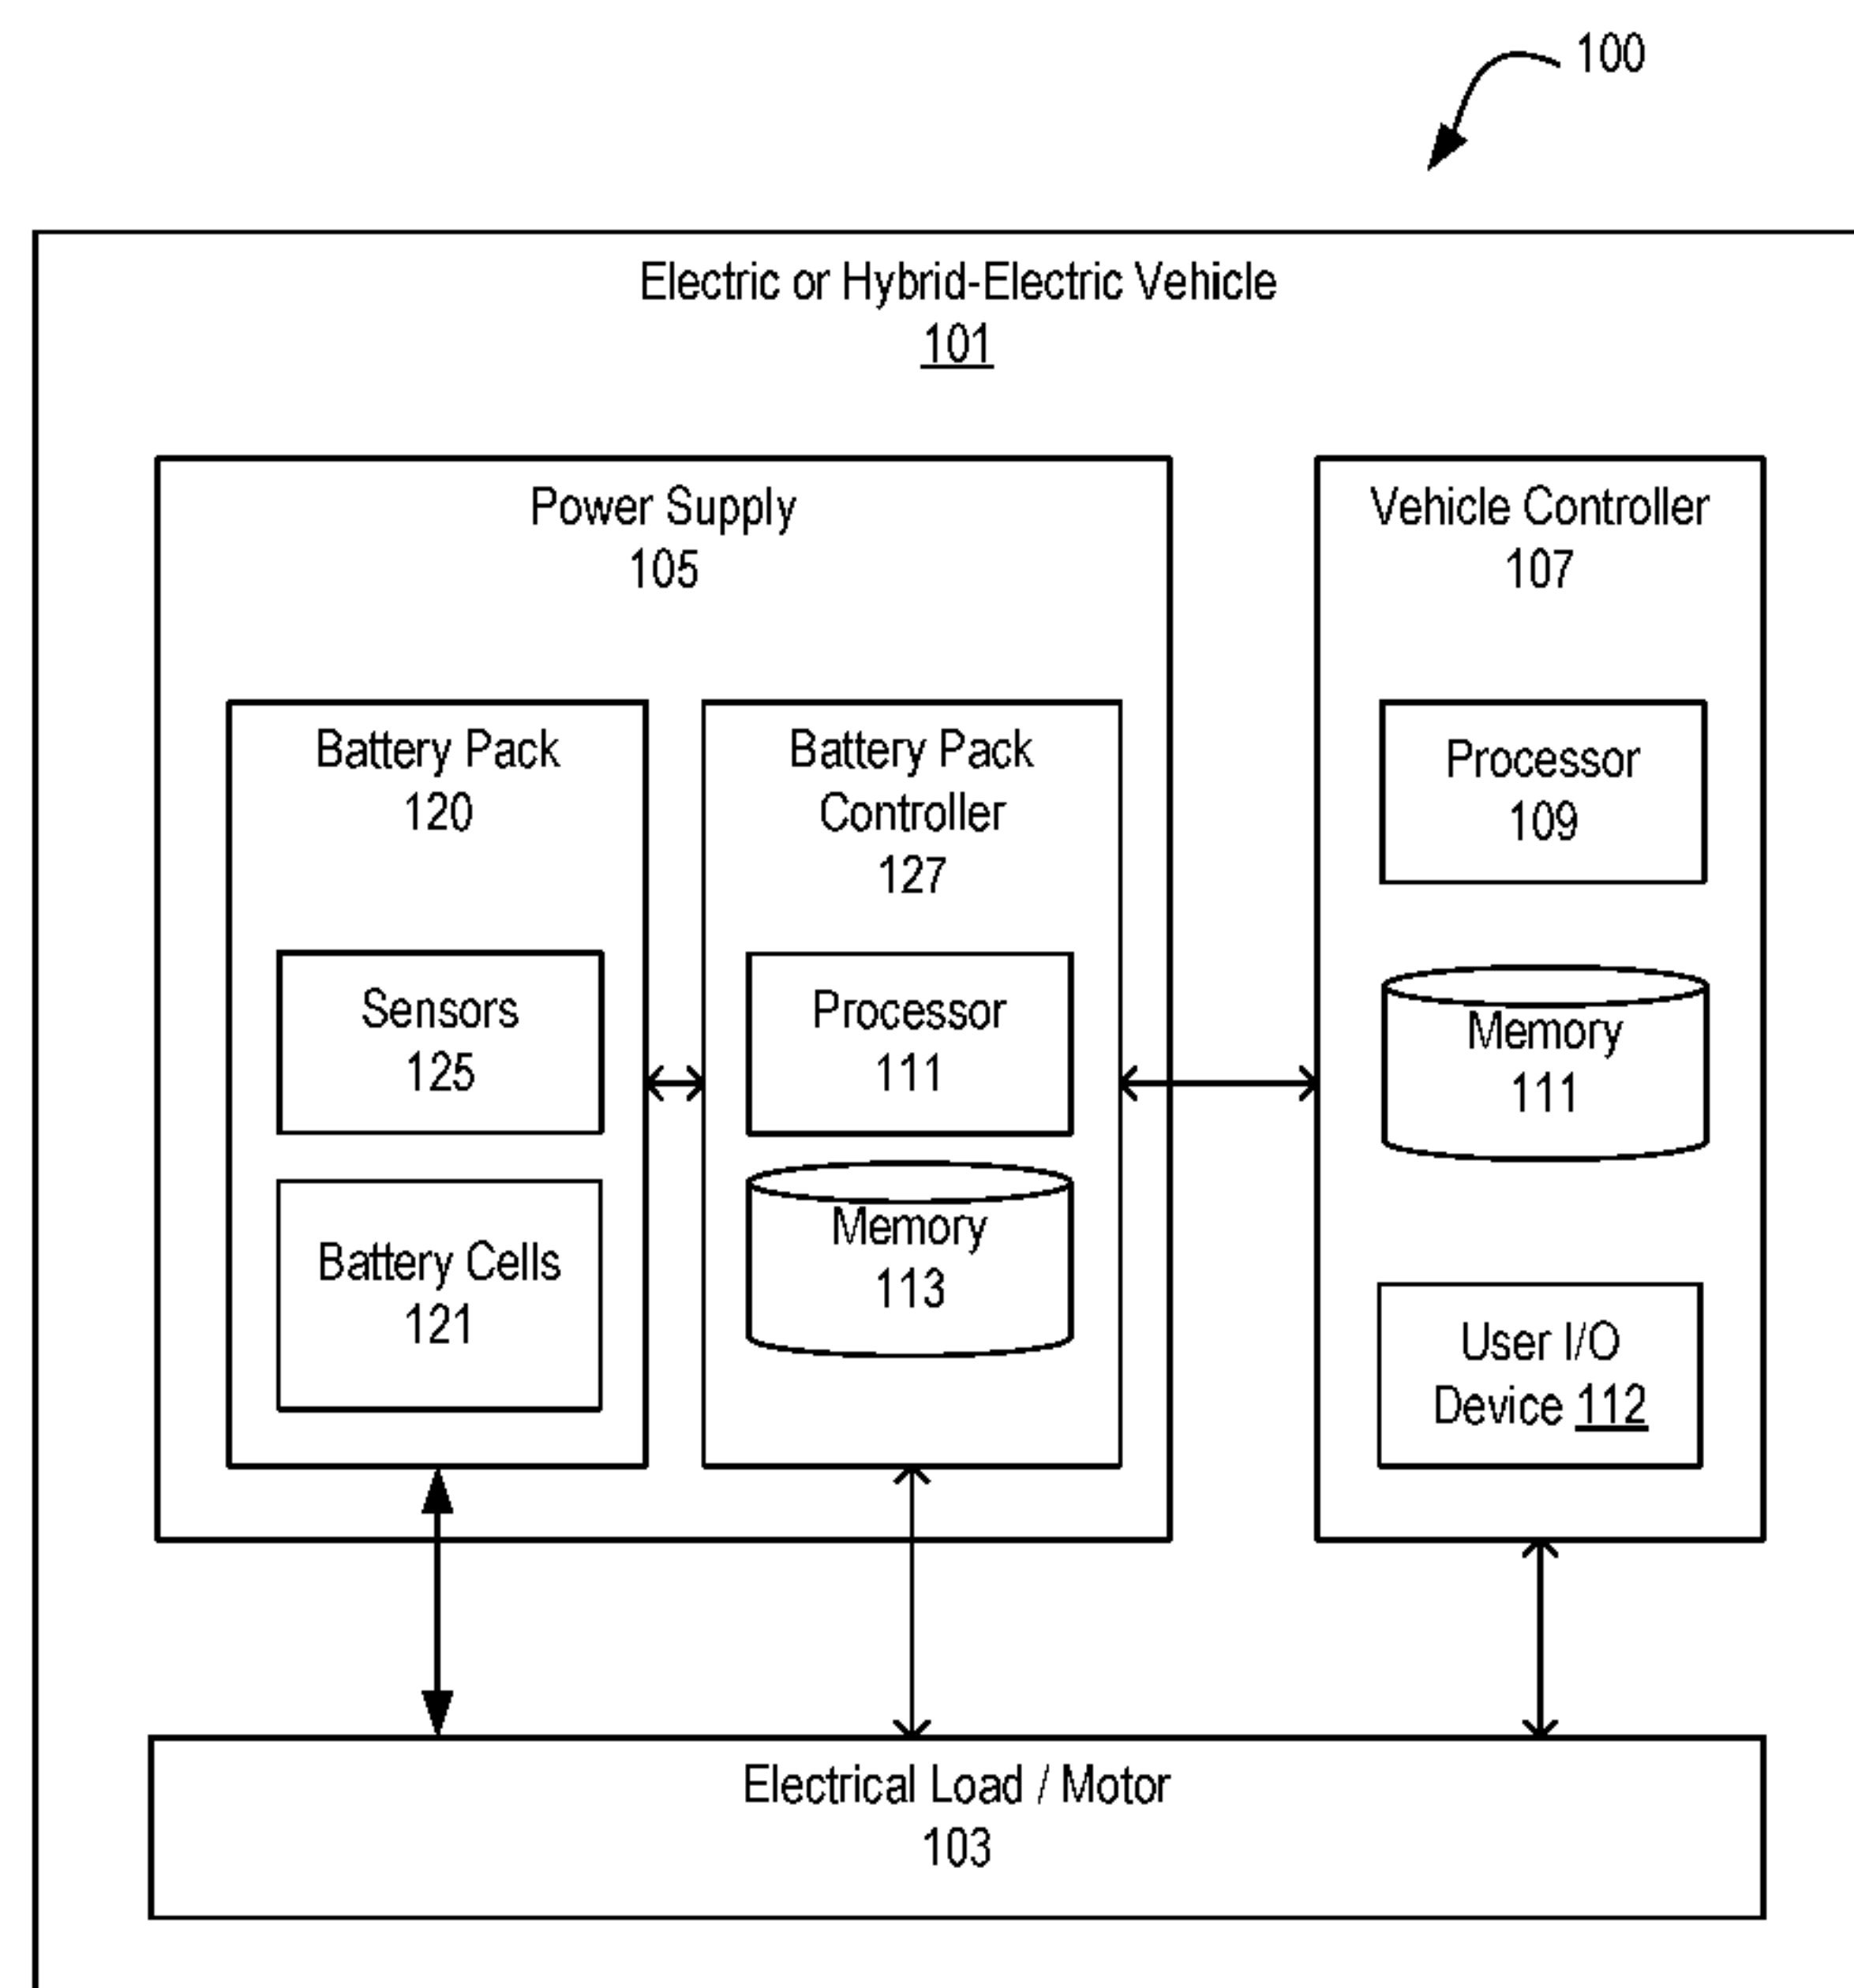 100
Electric or Hybrid-Electric Vehicle
101
Power Supply
105
Battery Pack
120
Sensors
125
Battery Cells
121
Battery Pack
Controller
127
Processor
111
Memory
113
Vehicle Controller
107
Processor
109
Memory
111
User I/O
Device 112
Electrical Load / Motor
103